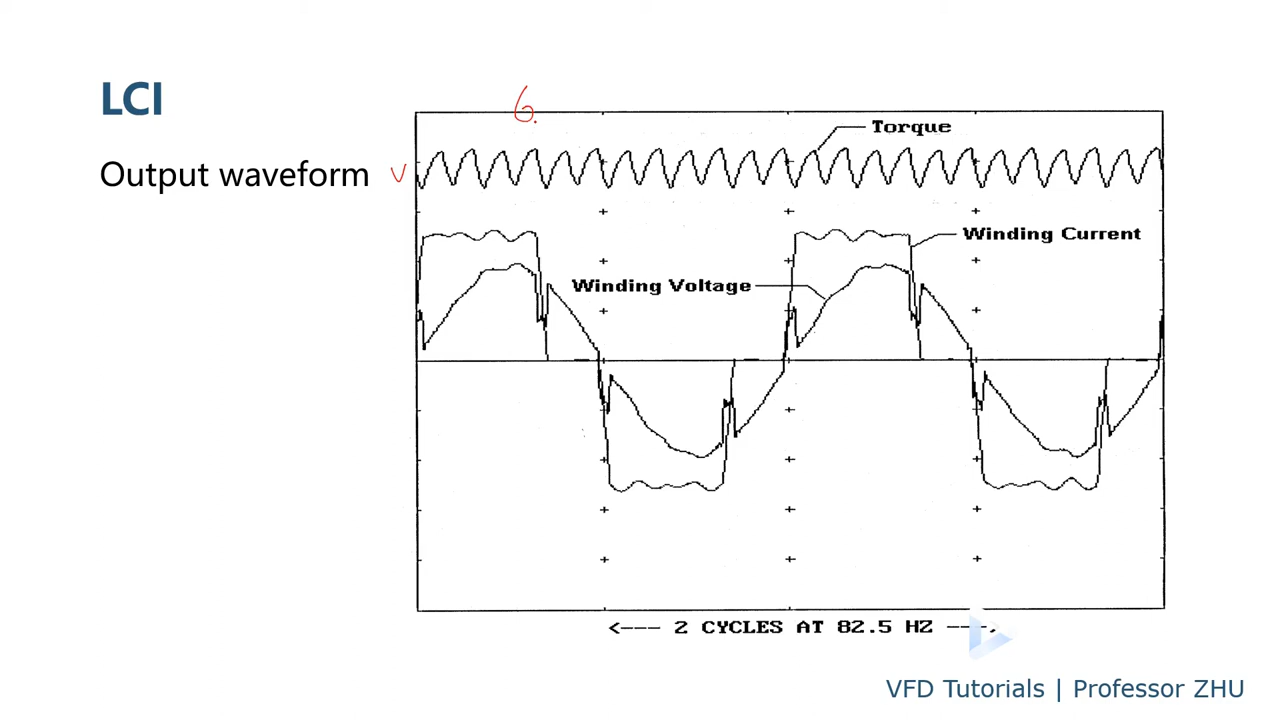 LCI
6.
Torque
Output waveform
Winding Current
Winding Voltage
<--- 2 CYCLES AT 82.5 HZ --->
VFD Tutorials | Professor ZHU